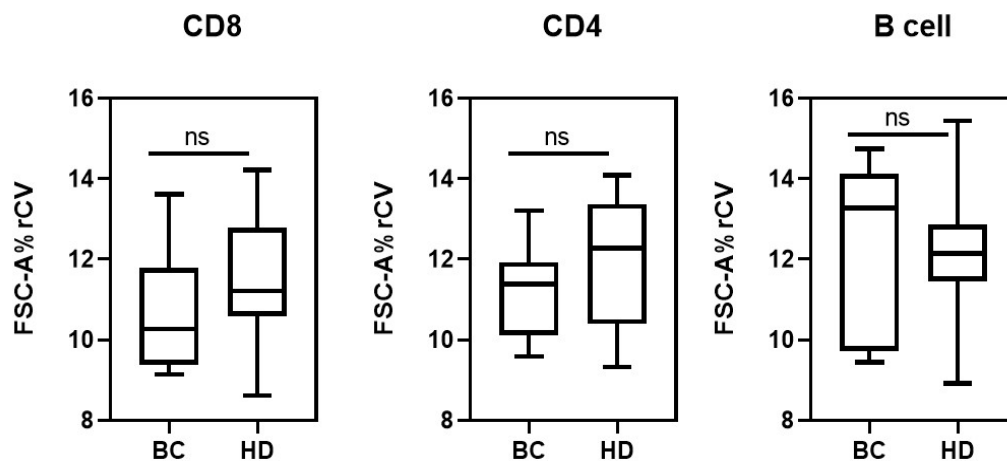 CD8
FSC-A% rCV
16
14
12
10
8
ns
BC HD
CD4
FSC-A% rCV
16
14
12
10
8
ns
BC HD
B cell
FSC-A% rCV
16
14
12
10
8
ns
BC HD